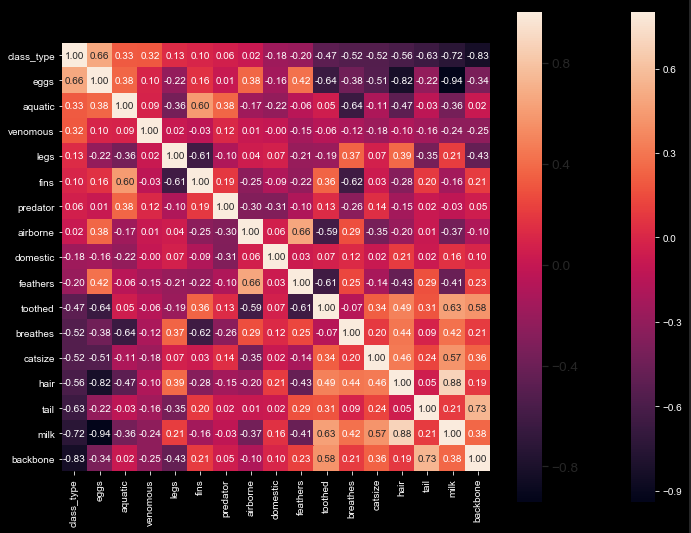 class_type 1.00 0.66 0.33 0.32 0.13 0.10 0.06 0.02 -0.18 -0.20 -0.47 -0.52 -0.52 -0.56 -0.63 -0.72 -0.83
eggs 0.66 1.00 0.38 0.10 -0.22 0.16 0.01 0.38 -0.16 0.42 -0.64 -0.38 -0.51 -0.82 -0.22 -0.94 -0.34
aquatic 0.33 0.38 1.00 0.09 -0.36 0.60 0.38 -0.17 -0.22 -0.06 0.05 -0.64 -0.11 -0.47 -0.03 -0.36 0.02
venomous 0.32 0.10 0.09 1.00 0.02 -0.03 0.12 0.01 -0.00 -0.15 -0.06 -0.12 -0.18 -0.10 -0.16 -0.24 -0.25
legs 0.13 -0.22 -0.36 0.02 1.00 -0.61 -0.10 0.04 0.07 -0.21 -0.19 0.37 0.07 0.39 -0.35 0.21 -0.43
fins 0.10 0.16 0.60 -0.03 -0.61 1.00 0.19 -0.25 -0.09 -0.22 0.36 -0.62 0.03 -0.28 0.20 -0.16 0.21
predator 0.06 0.01 0.38 0.12 -0.10 0.19 1.00 -0.30 -0.31 -0.10 0.13 -0.26 0.14 -0.15 0.02 -0.03 0.05
airborne 0.02 0.38 -0.17 0.01 0.04 -0.25 -0.30 1.00 0.06 0.66 -0.59 0.29 -0.35 -0.20 0.01 -0.37 -0.10
domestic -0.18 -0.16 -0.22 -0.00 0.07 -0.09 -0.31 0.06 1.00 0.03 0.07 0.12 0.02 0.21 0.02 0.16 0.10
feathers -0.20 0.42 -0.06 -0.15 -0.21 -0.22 -0.10 0.66 0.03 1.00 -0.61 0.25 -0.14 -0.43 0.29 -0.41 0.23
toothed -0.47 -0.64 0.05 -0.06 -0.19 0.36 0.13 -0.59 0.07 -0.61 1.00 -0.07 0.34 0.49 0.31 0.63 0.58
breathes -0.52 -0.38 -0.64 -0.12 0.37 -0.62 -0.26 0.29 0.12 0.25 -0.07 1.00 0.20 0.44 0.09 0.42 0.21
catsize -0.52 -0.51 -0.11 -0.18 0.07 0.03 0.14 -0.35 0.02 -0.14 0.34 0.20 1.00 0.46 0.24 0.57 0.36
hair -0.56 -0.82 -0.47 -0.10 0.39 -0.28 -0.15 -0.20 0.21 -0.43 0.49 0.44 0.46 1.00 0.05 0.88 0.19
tail -0.63 -0.22 -0.03 -0.16 -0.35 0.20 0.02 0.01 0.02 0.29 0.31 0.09 0.24 0.05 1.00 0.21 0.73
milk -0.72 -0.94 -0.36 -0.24 0.21 -0.16 -0.03 -0.37 0.16 -0.41 0.63 0.42 0.57 0.88 0.21 1.00 0.38
backbone -0.83 -0.34 0.02 -0.25 -0.43 0.21 0.05 -0.10 0.10 0.23 0.58 0.21 0.36 0.19 0.73 0.38 1.00
class_type eggs aquatic venomous legs fins predator airborne domestic feathers toothed breathes catsize hair tail milk backbone
0.8
0.4
0.0
-0.4
-0.8
0.6
0.3
0.0
-0.3
-0.6
-0.9